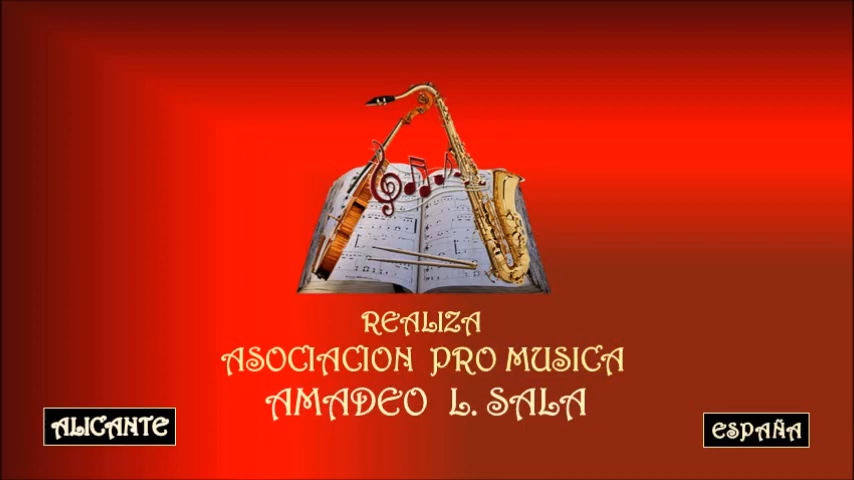 REALIZA
ASOCIACION PRO MUSICA
AMADEO L. SALA
ALICANTE
ESPAÑA